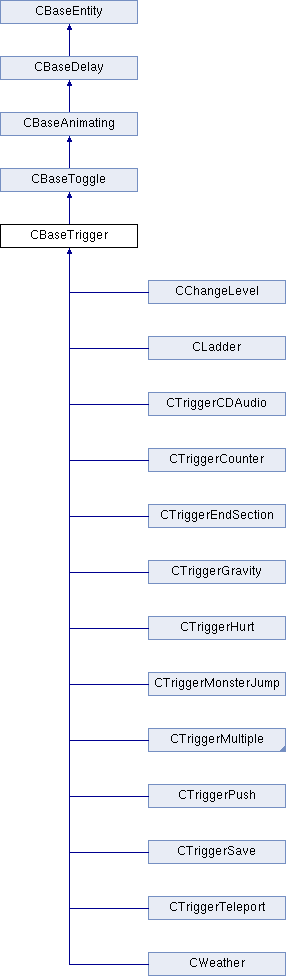 CBaseEntity
CBaseDelay
CBaseAnimating
CBaseToggle
CBaseTrigger
CChangeLevel
CLadder
CTriggerCDAudio
CTriggerCounter
CTriggerEndSection
CTriggerGravity
CTriggerHurt
CTriggerMonsterJump
CTriggerMultiple
CTriggerPush
CTriggerSave
CTriggerTeleport
CWeather